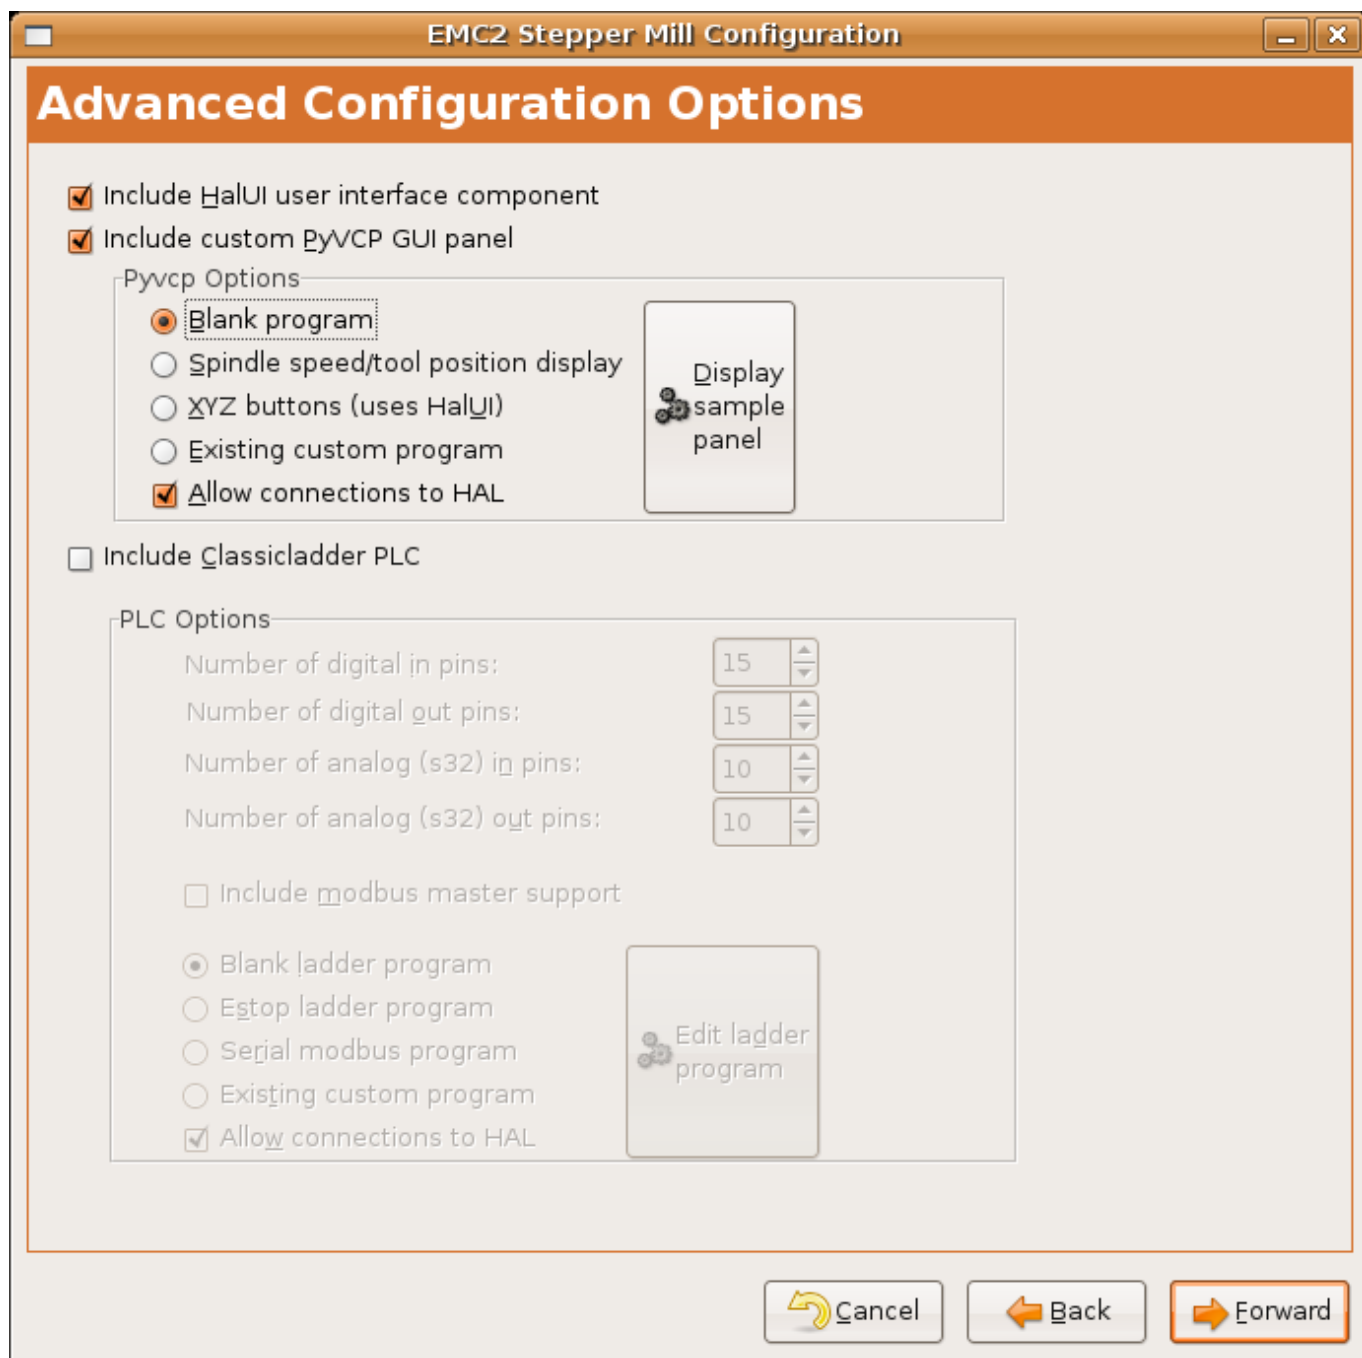 EMC2 Stepper Mill Configuration
Advanced Configuration Options
Include HalUI user interface component
Include custom PyVCP GUI panel
Pyvcp Options
Blank program
Spindle speed/tool position display
XYZ buttons (uses HalUI)
Existing custom program
Allow connections to HAL
Display
sample
panel
Include Classicladder PLC
PLC Options
Number of digital in pins: 15
Number of digital out pins: 15
Number of analog (s32) in pins: 10
Number of analog (s32) out pins: 10
Include modbus master support
Blank ladder program
Estop ladder program
Serial modbus program
Existing custom program
Allow connections to HAL
Edit ladder
program
Cancel Back Forward